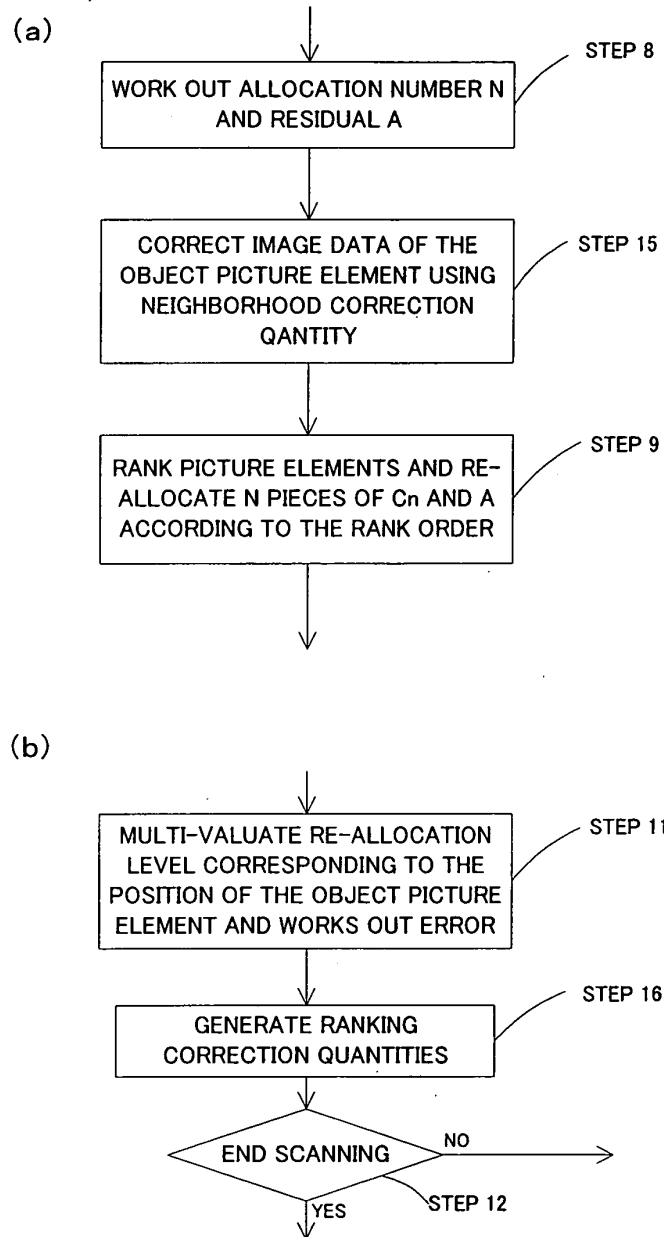 (a)
STEP 8
WORK OUT ALLOCATION NUMBER N
AND RESIDUAL A
STEP 15
CORRECT IMAGE DATA OF THE
OBJECT PICTURE ELEMENT USING
NEIGHBORHOOD CORRECTION
QANTITY
STEP 9
RANK PICTURE ELEMENTS AND RE-
ALLOCATE N PIECES OF Cn AND A
ACCORDING TO THE RANK ORDER
(b)
STEP 11
MULTI-VALUATE RE-ALLOCATION
LEVEL CORRESPONDING TO THE
POSITION OF THE OBJECT PICTURE
ELEMENT AND WORKS OUT ERROR
STEP 16
GENERATE RANKING
CORRECTION QUANTITIES
END SCANNING
NO
STEP 12
YES